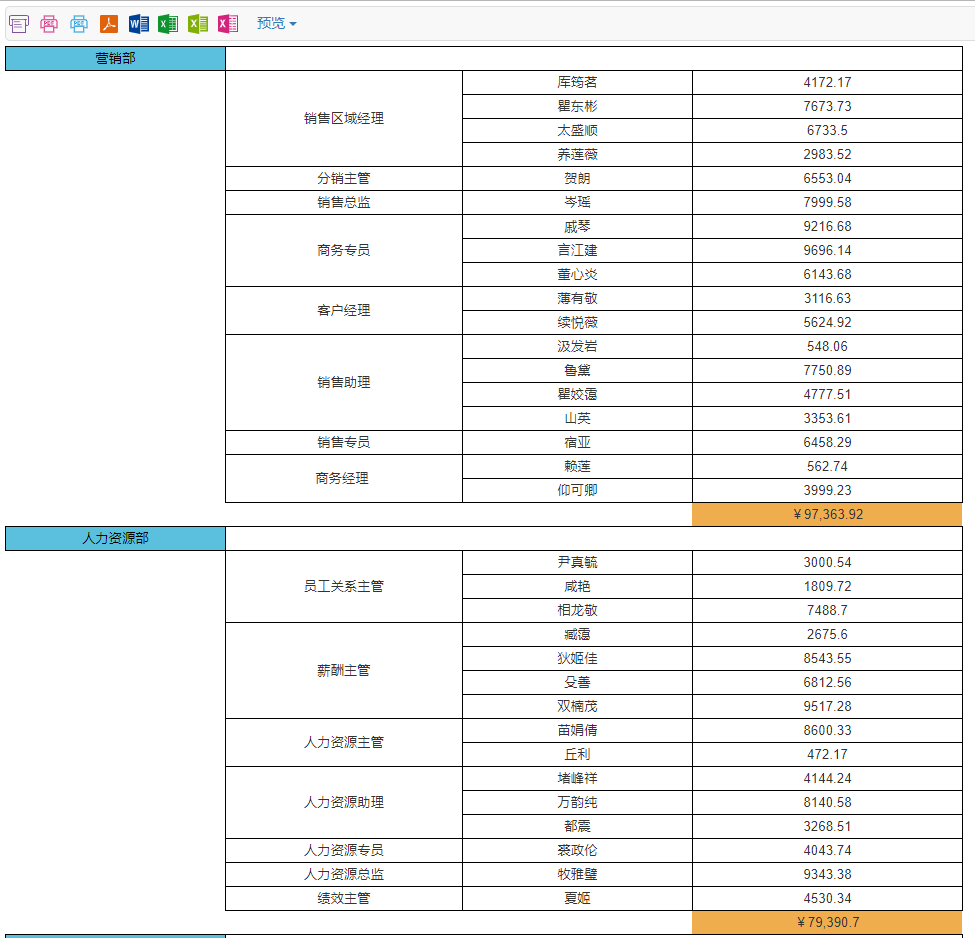 预览
营销部
销售区域经理 厍筠茗 4172.17
瞿东彬 7673.73
太盛顺 6733.5
养莲薇 2983.52
分销主管 贺朗 6553.04
销售总监 岑瑶 7999.58
商务专员 戚琴 9216.68
言江建 9696.14
董心炎 6143.68
客户经理 薄有敬 3116.63
续悦薇 5624.92
销售助理 汲发岩 548.06
鲁黛 7750.89
瞿姣霭 4777.51
山英 3353.61
销售专员 宿亚 6458.29
商务经理 赖莲 562.74
仰可卿 3999.23
¥97,363.92
人力资源部
员工关系主管 尹真毓 3000.54
咸艳 1809.72
相龙敬 7488.7
薪酬主管 臧霭 2675.6
狄姬佳 8543.55
殳善 6812.56
双楠茂 9517.28
人力资源主管 苗娟倩 8600.33
丘利 472.17
人力资源助理 堵峰祥 4144.24
万韵纯 8140.58
都震 3268.51
人力资源专员 裘政伦 4043.74
人力资源总监 牧雅璧 9343.38
绩效主管 夏姬 4530.34
¥79,390.7